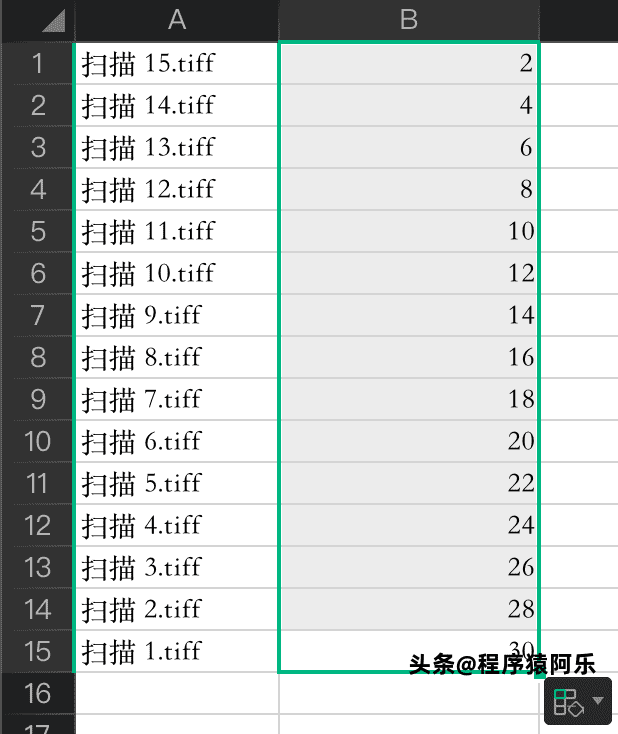 A B
1 扫描 15.tiff 2
2 扫描 14.tiff 4
3 扫描 13.tiff 6
4 扫描 12.tiff 8
5 扫描 11.tiff 10
6 扫描 10.tiff 12
7 扫描 9.tiff 14
8 扫描 8.tiff 16
9 扫描 7.tiff 18
10 扫描 6.tiff 20
11 扫描 5.tiff 22
12 扫描 4.tiff 24
13 扫描 3.tiff 26
14 扫描 2.tiff 28
15 扫描 1.tiff 30
头条@程序猿阿乐
16
17